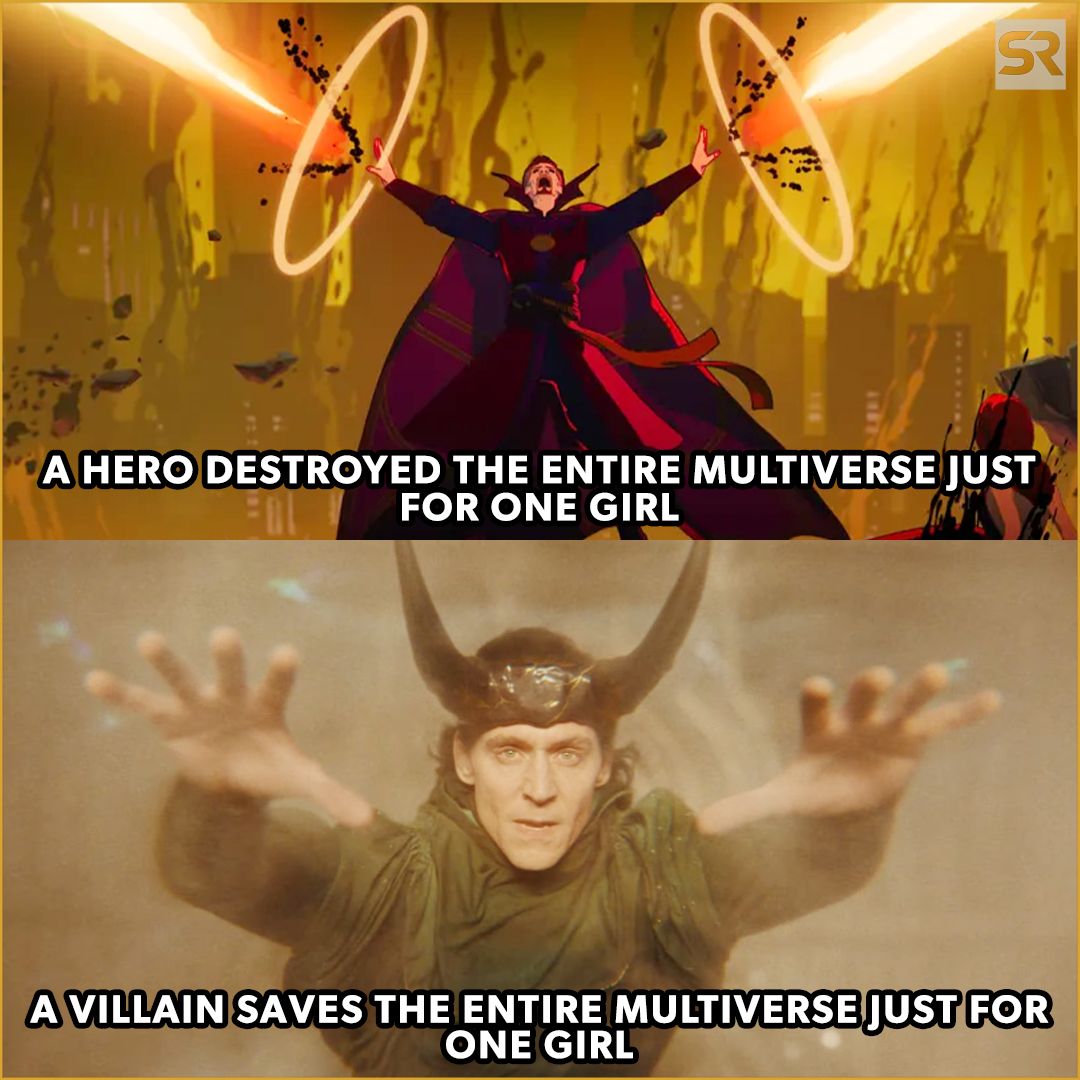 SR
A HERO DESTROYED THE ENTIRE MULTIVERSE JUST
FOR ONE GIRL
A VILLAIN SAVES THE ENTIRE MULTIVERSE JUST FOR
ONE GIRL